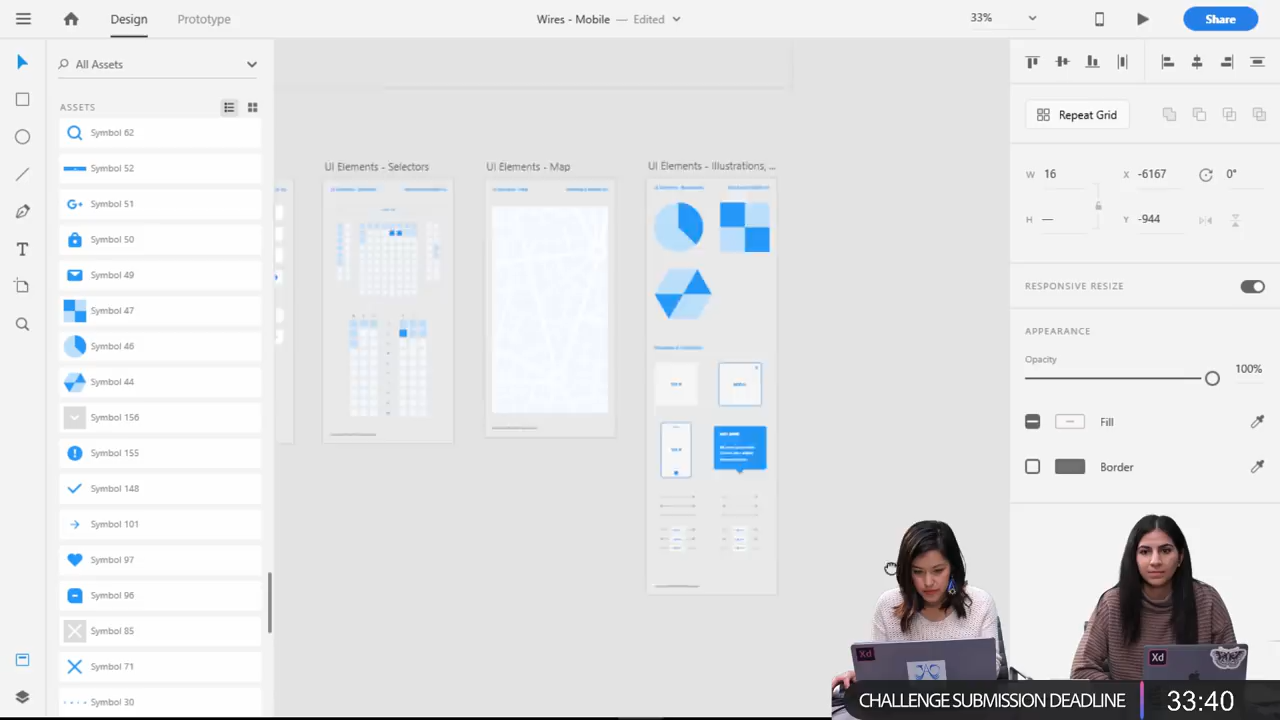 Design
Prototype
Wires - Mobile — Edited
33%
Share
All Assets
ASSETS
Symbol 62
Symbol 52
Symbol 51
Symbol 50
Symbol 49
Symbol 47
Symbol 46
Symbol 44
Symbol 156
Symbol 155
Symbol 148
Symbol 101
Symbol 97
Symbol 96
Symbol 85
Symbol 71
Symbol 30
UI Elements - Selectors
UI Elements - Map
UI Elements - Illustrations, ...
Repeat Grid
W 16 X -6167 0°
H — Y -944
RESPONSIVE RESIZE
APPEARANCE
Opacity
100%
Fill
Border
Xd
Xd
CHALLENGE SUBMISSION DEADLINE 33:40